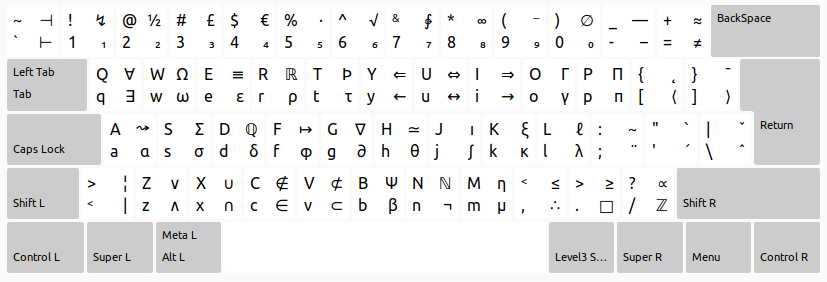 ~ ⊣ ! ↯ @ ½ # £ $ € % · ^ √ & ∮ * ∞ ( ⁻ ) ∅ _ — + ≈ BackSpace
` ⊢ 1 ₁ 2 ₂ 3 ₃ 4 ₄ 5 ₅ 6 ₆ 7 ₇ 8 ₈ 9 ₉ 0 ₀ - – = ≠
Left Tab Q ∀ W Ω E ≡ R ℝ T Þ Y ⇐ U ⇔ I ⇒ O Γ P Π { ˛ } ¯
Tab q ∃ w ω e ε r ρ t τ y ← u ↔ i → o γ p π [ ⟨ ] ⟩
Return
A ⤳ S Σ D ℚ F ↦ G ∇ H ≃ J ı K ξ L ℓ : ~ " ` | ˇ
Caps Lock a ɑ s σ d δ f φ g ∂ h θ j ∫ k κ l λ ; ¨ ' ´ \ ^
> ¦ Z ∨ X ∪ C ∉ V ⊄ B Ψ N ℕ M η < ≤ > ≥ ? ∝
Shift L < | z ∧ x ∩ c ∈ v ⊂ b β n ¬ m μ , ∴ . □ / ℤ Shift R
Meta L
Control L Super L Alt L Level3 S... Super R Menu Control R